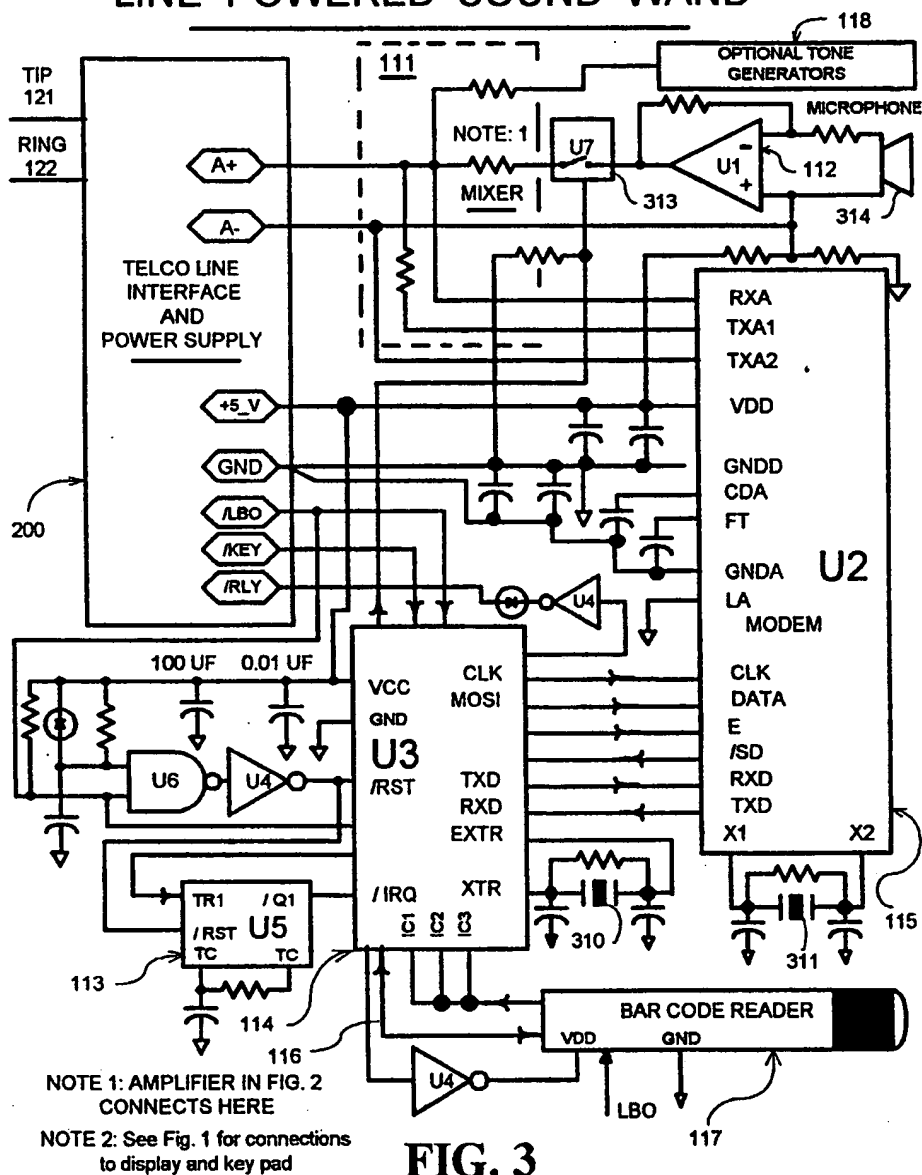 LINE POWERED SOUND WAND
118
OPTIONAL TONE
GENERATORS
111
TIP
121
RING
122
NOTE: 1
MIXER
U7
313
MICROPHONE
U1
-
+
112
314
A+
A-
TELCO LINE
INTERFACE
AND
POWER SUPPLY
+5_V
GND
/LBO
/KEY
/RLY
200
RXA
TXA1
TXA2
VDD
GNDD
CDA
FT
GNDA
LA
U2
MODEM
CLK
DATA
E
/SD
RXD
TXD
X1
X2
115
311
U4
100 UF
0.01 UF
U6
U4
VCC
GND
U3
/RST
/IRQ
CLK
MOSI
TXD
RXD
EXTR
XTR
IC1
IC2
IC3
310
TR1
/Q1
/RST
U5
TC
TC
113
114
116
U4
BAR CODE READER
VDD
GND
LBO
117
NOTE 1: AMPLIFIER IN FIG. 2
CONNECTS HERE
NOTE 2: See Fig. 1 for connections
to display and key pad
FIG. 3